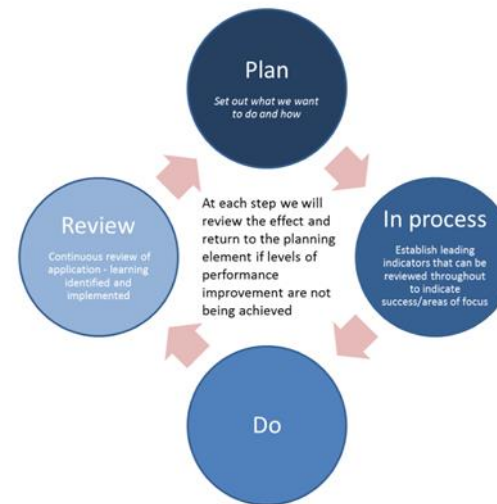 Plan
Set out what we want
to do and how
In process
Establish leading
indicators that can be
reviewed throughout
to indicate
success/areas of focus
Do
Review
Continuous review of
application - learning
identified and
implemented
At each step we will
review the effect and
return to the planning
element if levels of
performance
improvement are not
being achieved